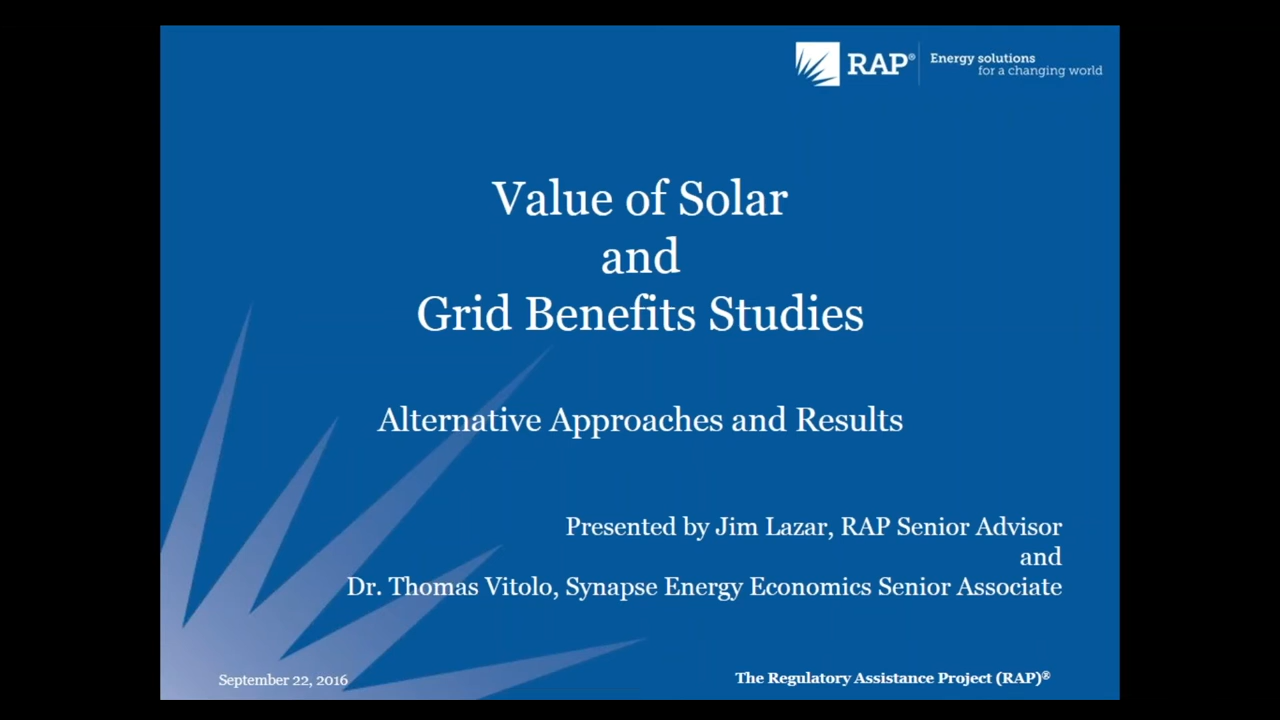 RAP®
Energy solutions
for a changing world
Value of Solar
and
Grid Benefits Studies
Alternative Approaches and Results
Presented by Jim Lazar, RAP Senior Advisor
and
Dr. Thomas Vitolo, Synapse Energy Economics Senior Associate
September 22, 2016
The Regulatory Assistance Project (RAP)®